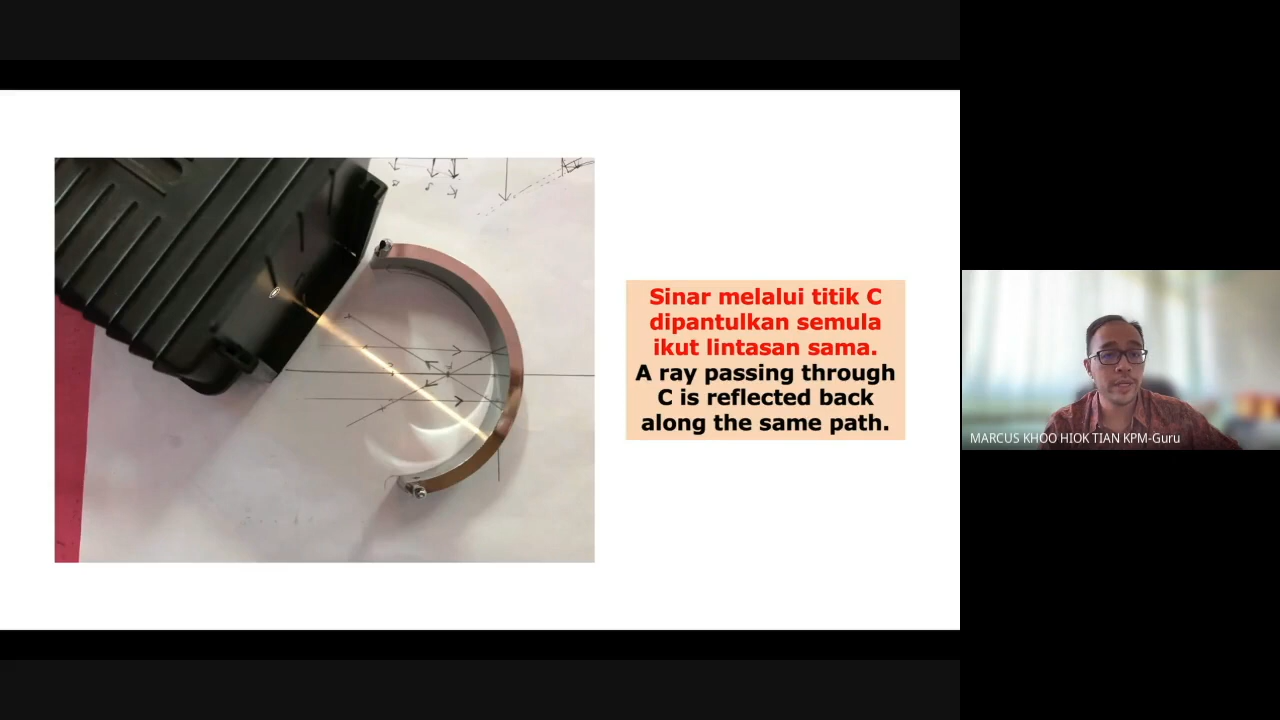 Sinar melalui titik C
dipantulkan semula
ikut lintasan sama.
A ray passing through
C is reflected back
along the same path.
MARCUS KHOO HIOK TIAN KPM-Guru